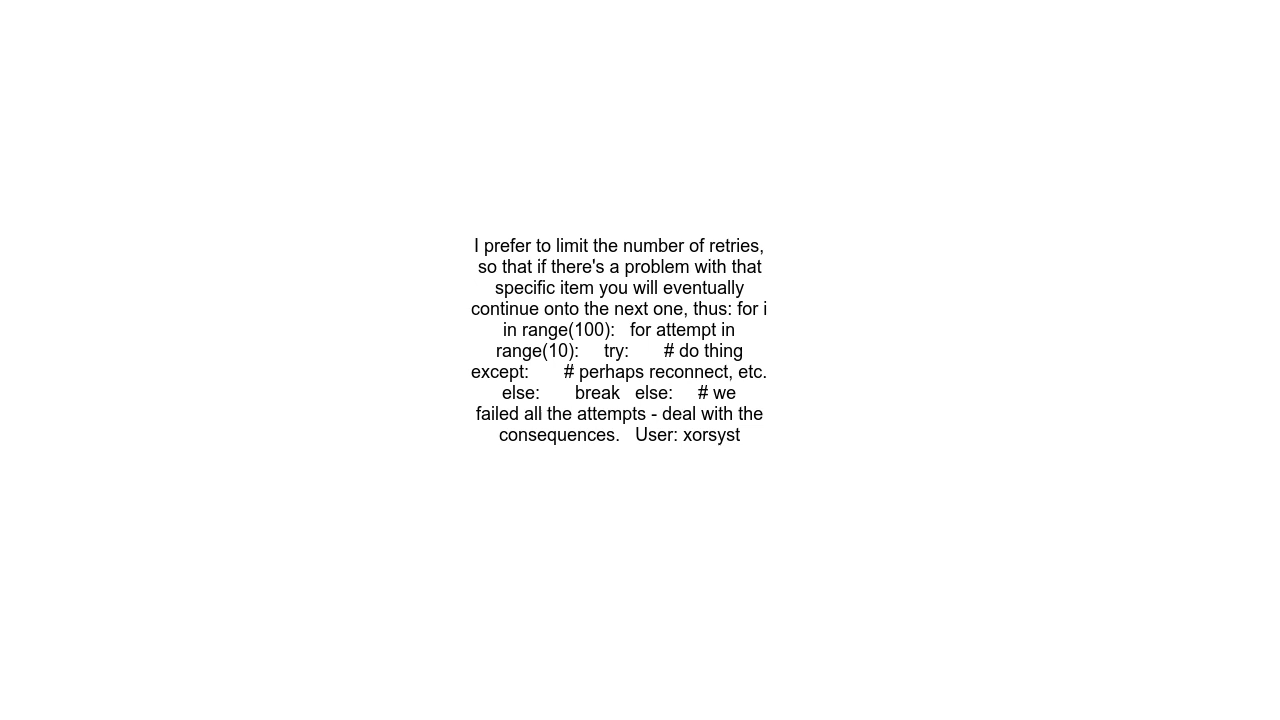 I prefer to limit the number of retries,
so that if there's a problem with that
specific item you will eventually
continue onto the next one, thus: for i
in range(100):   for attempt in
range(10):     try:       # do thing
except:       # perhaps reconnect, etc.
else:       break   else:     # we
failed all the attempts - deal with the
consequences.   User: xorsyst